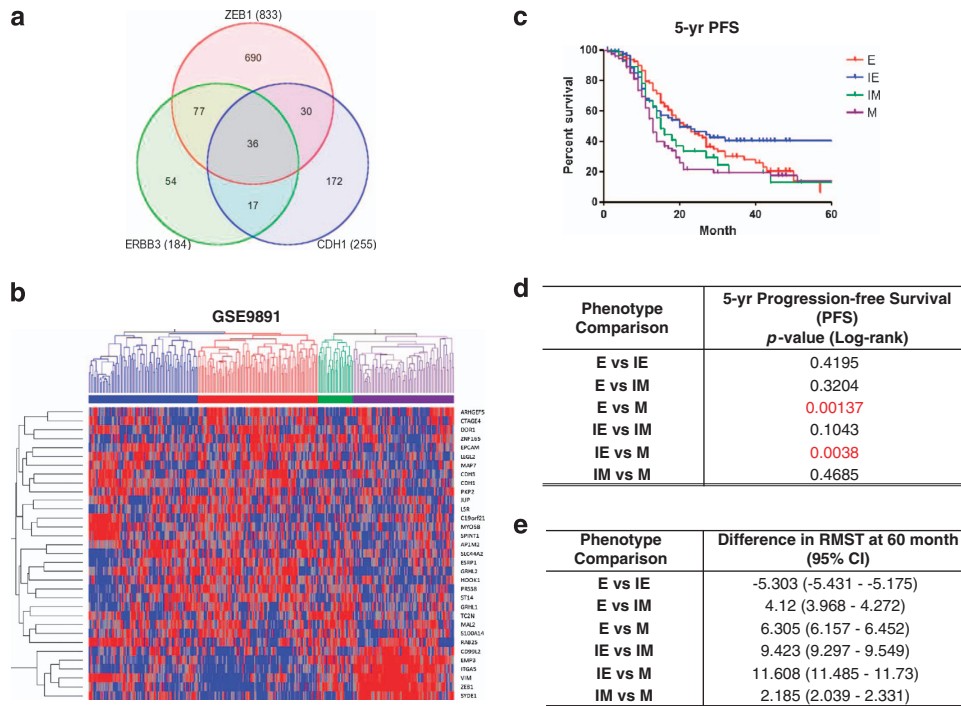 a
ZEB1 (833)
690
77
30
36
54
172
17
ERBB3 (184)
CDH1 (255)
b
GSE9891
ARHGEF5
CTAGE4
DDR1
ZNF165
EPCAM
LLGL2
MAP7
CDH3
CDH1
PKP2
JUP
LSR
C19orf21
MYO5B
SPINT1
AP1M2
SLC44A2
ESRP1
GRHL2
HOOK1
PRSS8
ST14
GRHL1
TC2N
MAL2
S100A14
RAB25
CD99L2
EMP3
ITGA5
VIM
ZEB1
SYDE1
c
5-yr PFS
Percent survival
100
80
60
40
20
0
0 20 40 60
Month
E
IE
IM
M
d
Phenotype Comparison
5-yr Progression-free Survival
(PFS)
p-value (Log-rank)
E vs IE 0.4195
E vs IM 0.3204
E vs M 0.00137
IE vs IM 0.1043
IE vs M 0.0038
IM vs M 0.4685
e
Phenotype Comparison
Difference in RMST at 60 month
(95% CI)
E vs IE -5.303 (-5.431 - -5.175)
E vs IM 4.12 (3.968 - 4.272)
E vs M 6.305 (6.157 - 6.452)
IE vs IM 9.423 (9.297 - 9.549)
IE vs M 11.608 (11.485 - 11.73)
IM vs M 2.185 (2.039 - 2.331)